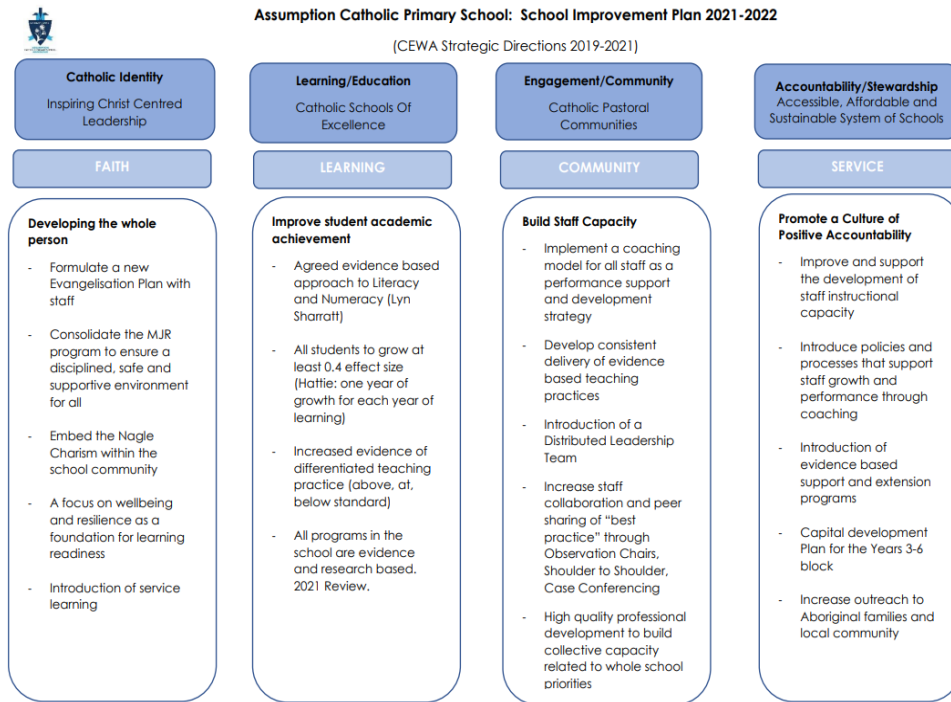 Assumption Catholic Primary School: School Improvement Plan 2021-2022
(CEWA Strategic Directions 2019-2021)
Catholic Identity
Inspiring Christ Centred
Leadership
FAITH
Developing the whole
person
- Formulate a new
Evangelisation Plan with
staff
- Consolidate the MJR
program to ensure a
disciplined, safe and
supportive environment
for all
- Embed the Nagle
Charism within the
school community
- A focus on wellbeing
and resilience as a
foundation for learning
readiness
- Introduction of service
learning
Learning/Education
Catholic Schools Of
Excellence
LEARNING
Improve student academic
achievement
- Agreed evidence based
approach to Literacy
and Numeracy (Lyn
Sharratt)
- All students to grow at
least 0.4 effect size
(Hattie: one year of
growth for each year of
learning)
- Increased evidence of
differentiated teaching
practice (above, at,
below standard)
- All programs in the
school are evidence
and research based.
2021 Review.
Engagement/Community
Catholic Pastoral
Communities
COMMUNITY
Build Staff Capacity
- Implement a coaching
model for all staff as a
performance support
and development
strategy
- Develop consistent
delivery of evidence
based teaching
practices
- Introduction of a
Distributed Leadership
Team
- Increase staff
collaboration and peer
sharing of “best
practice” through
Observation Chairs,
Shoulder to Shoulder,
Case Conferencing
- High quality professional
development to build
collective capacity
related to whole school
priorities
Accountability/Stewardship
Accessible, Affordable and
Sustainable System of Schools
SERVICE
Promote a Culture of
Positive Accountability
- Improve and support
the development of
staff instructional
capacity
- Introduce policies and
processes that support
staff growth and
performance through
coaching
- Introduction of
evidence based
support and extension
programs
- Capital development
Plan for the Years 3-6
block
- Increase outreach to
Aboriginal families and
local community